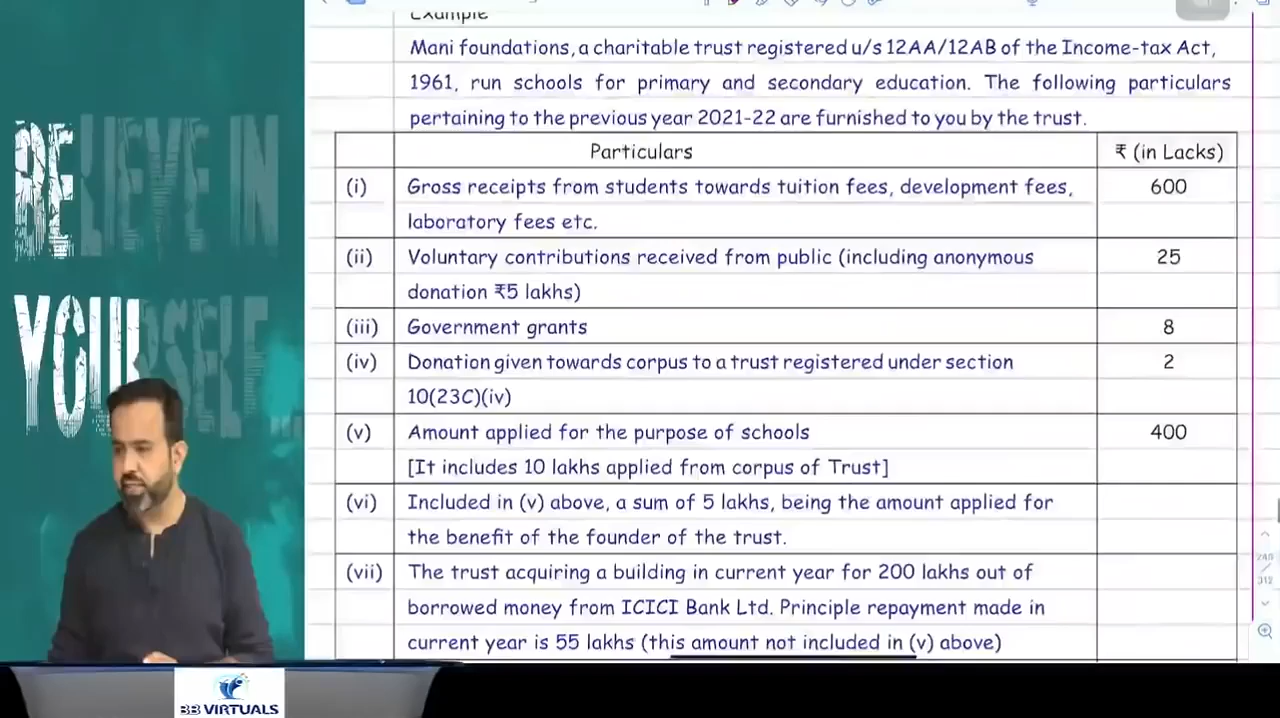 BELIEVE IN
YOURSELF...
Example
Mani foundations, a charitable trust registered u/s 12AA/12AB of the Income-tax Act,
1961, run schools for primary and secondary education. The following particulars
pertaining to the previous year 2021-22 are furnished to you by the trust.
Particulars ₹ (in Lacks)
(i) Gross receipts from students towards tuition fees, development fees, 600
laboratory fees etc.
(ii) Voluntary contributions received from public (including anonymous 25
donation ₹5 lakhs)
(iii) Government grants 8
(iv) Donation given towards corpus to a trust registered under section 2
10(23C)(iv)
(v) Amount applied for the purpose of schools 400
[It includes 10 lakhs applied from corpus of Trust]
(vi) Included in (v) above, a sum of 5 lakhs, being the amount applied for
the benefit of the founder of the trust.
(vii) The trust acquiring a building in current year for 200 lakhs out of
borrowed money from ICICI Bank Ltd. Principle repayment made in
current year is 55 lakhs (this amount not included in (v) above)
312
BB VIRTUALS